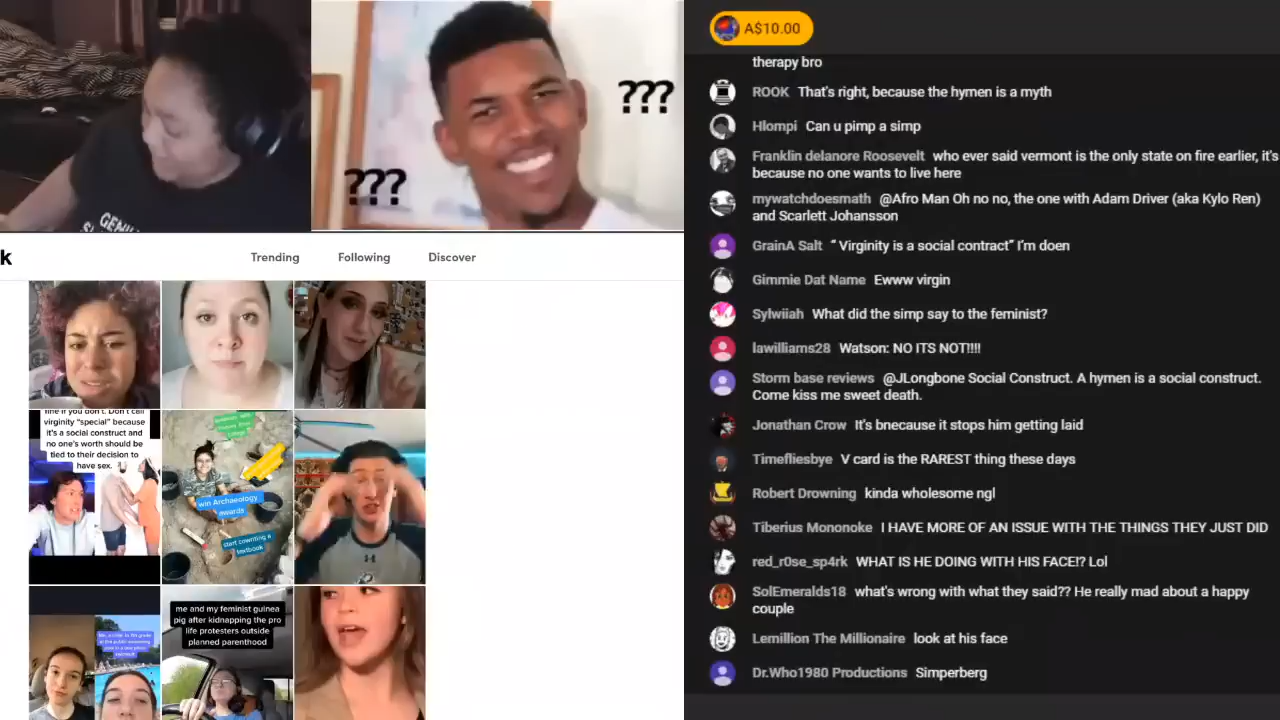 ???
???
k
Trending Following Discover
line if you don't. Don't call
virginity "special" because
it's a social construct and
no one's worth should be
tied to their decision to
have sex.
win Archaeology
awards
start counting a
textbook
me and my feminist guinea
pig after kidnapping the pro
life protesters outside
planned parenthood
A$10.00
therapy bro
ROOK That's right, because the hymen is a myth
Hlompi Can u pimp a simp
Franklin delanore Roosevelt who ever said vermont is the only state on fire earlier, it's
because no one wants to live here
mywatchdoesmath @Afro Man Oh no no, the one with Adam Driver (aka Kylo Ren)
and Scarlett Johansson
GrainA Salt “ Virginity is a social contract” I’m doen
Gimmie Dat Name Ewww virgin
Sylwiiah What did the simp say to the feminist?
lawilliams28 Watson: NO ITS NOT!!!!
Storm base reviews @JLongbone Social Construct. A hymen is a social construct.
Come kiss me sweet death.
Jonathan Crow It's bnecause it stops him getting laid
Timefliesbye V card is the RAREST thing these days
Robert Drowning kinda wholesome ngl
Tiberius Mononoke I HAVE MORE OF AN ISSUE WITH THE THINGS THEY JUST DID
red_r0se_sp4rk WHAT IS HE DOING WITH HIS FACE!? Lol
SolEmeralds18 what's wrong with what they said?? He really mad about a happy
couple
Lemillion The Millionaire look at his face
Dr.Who1980 Productions Simperberg